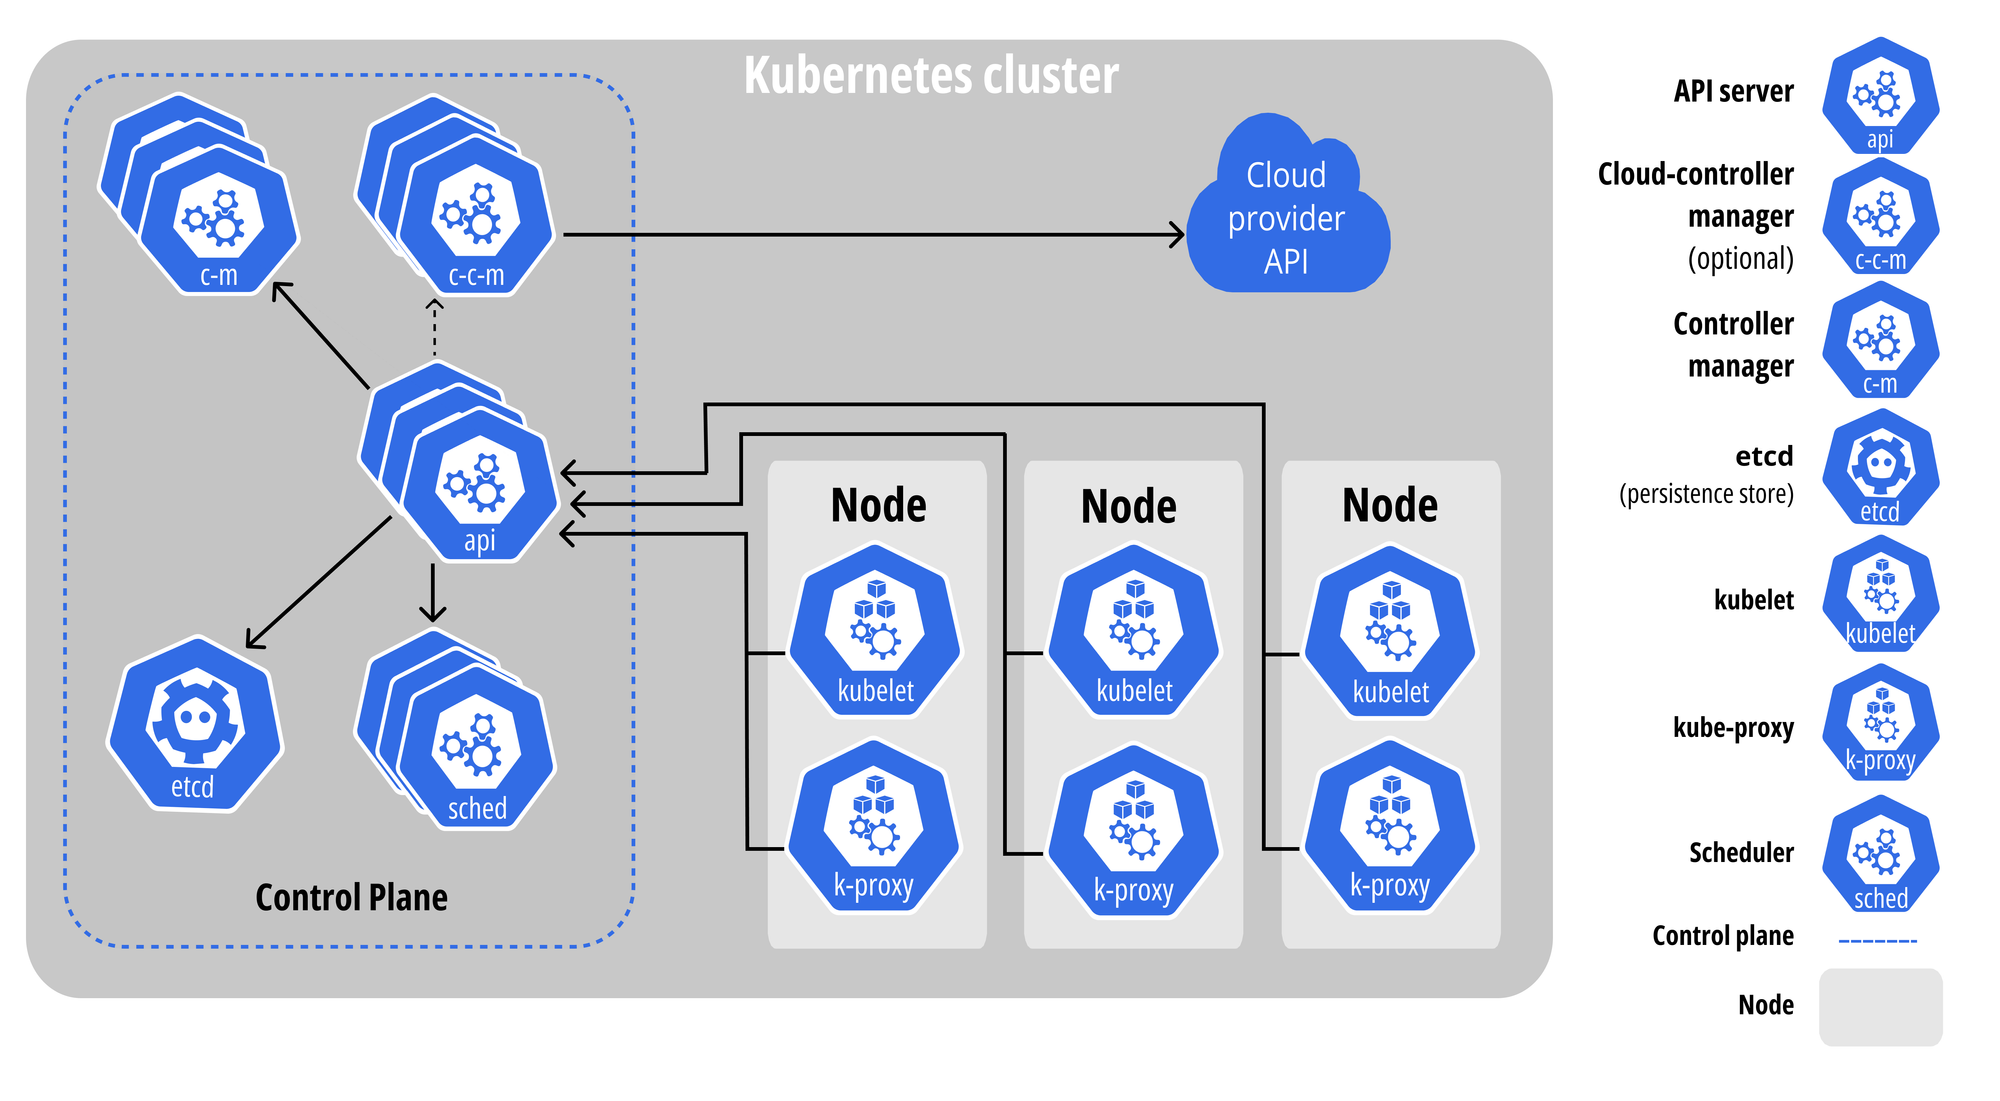 Kubernetes cluster
c-m
c-c-m
Cloud
provider
API
api
etcd
sched
Control Plane
Node
kubelet
k-proxy
Node
kubelet
k-proxy
Node
kubelet
k-proxy
API server
api
Cloud-controller
manager
(optional)
c-c-m
Controller
manager
c-m
etcd
(persistence store)
etcd
kubelet
kubelet
kube-proxy
k-proxy
Scheduler
sched
Control plane
Node